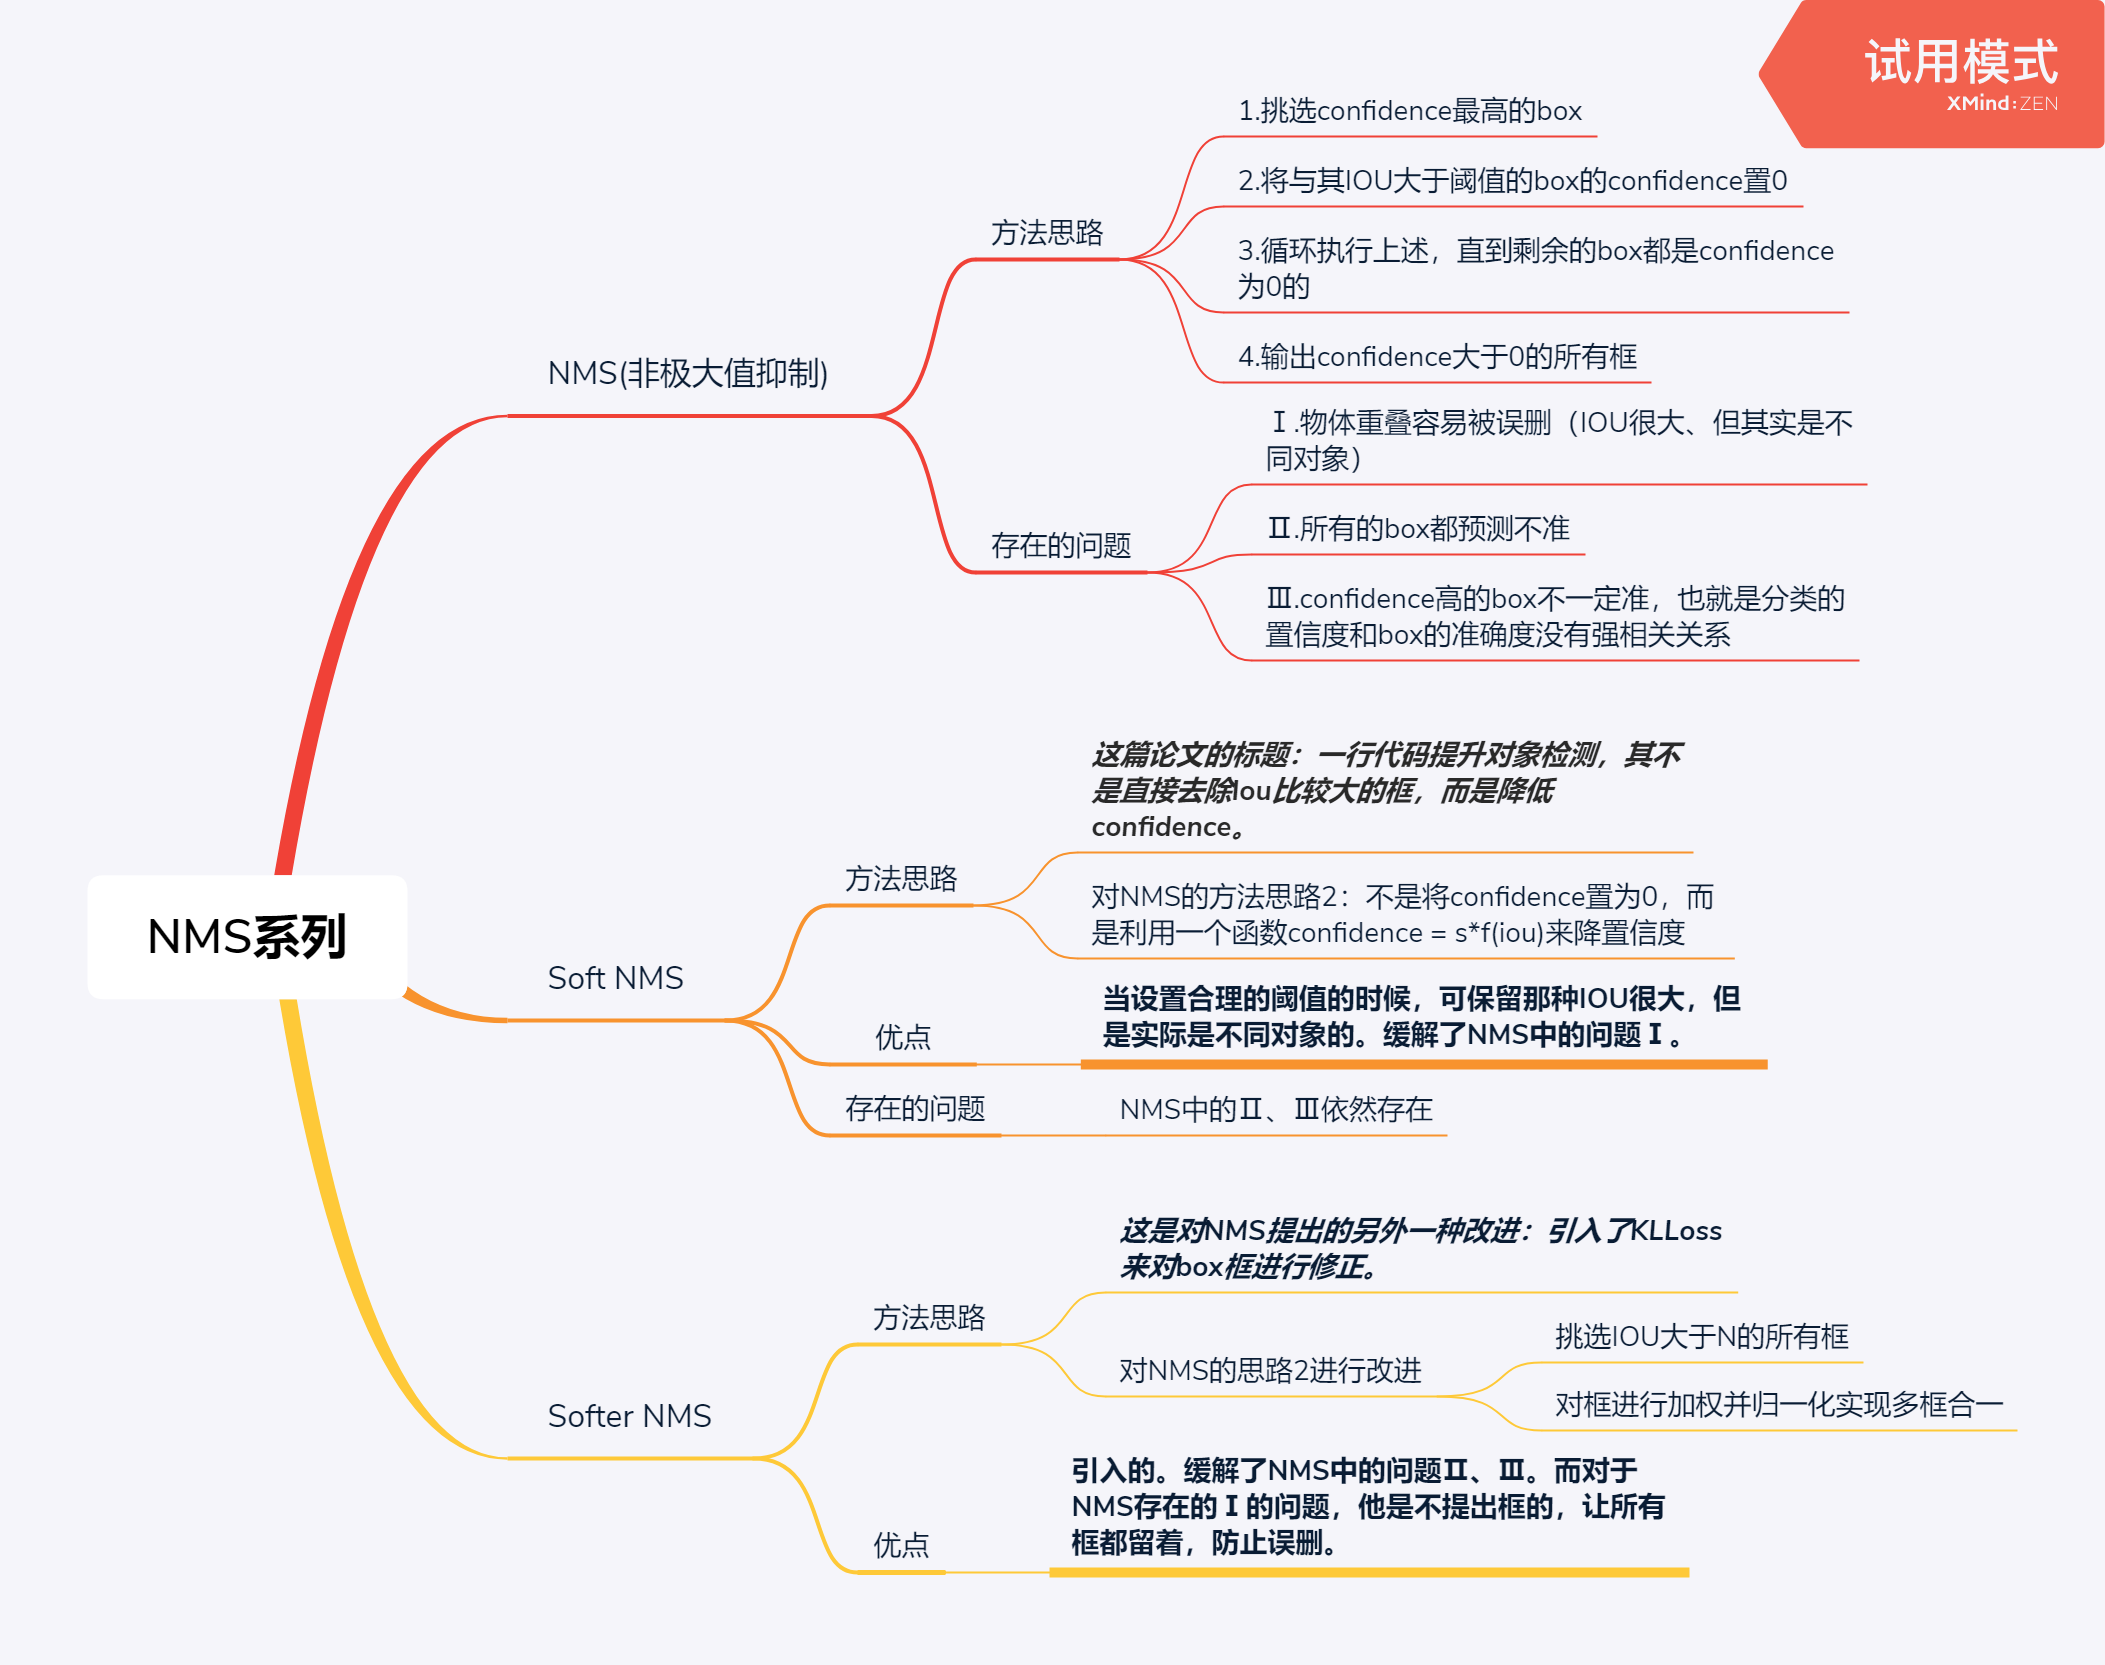 试用模式
XMind:ZEN
1.挑选confidence最高的box
2.将与其IOU大于阈值的box的confidence置0
方法思路
3.循环执行上述，直到剩余的box都是confidence
为0的
4.输出confidence大于0的所有框
NMS(非极大值抑制)
Ⅰ.物体重叠容易被误删（IOU很大、但其实是不
同对象）
存在的问题
Ⅱ.所有的box都预测不准
Ⅲ.confidence高的box不一定准，也就是分类的
置信度和box的准确度没有强相关关系
NMS系列
这篇论文的标题：一行代码提升对象检测，其不
是直接去除Iou比较大的框，而是降低
confidence。
方法思路
对NMS的方法思路2：不是将confidence置为0，而
是利用一个函数confidence = s*f(iou)来降置信度
Soft NMS
优点
当设置合理的阈值的时候，可保留那种IOU很大，但
是实际是不同对象的。缓解了NMS中的问题Ⅰ。
存在的问题
NMS中的Ⅱ、Ⅲ依然存在
这是对NMS提出的另外一种改进：引入了KLLoss
来对box框进行修正。
方法思路
对NMS的思路2进行改进
挑选IOU大于N的所有框
对框进行加权并归一化实现多框合一
Softer NMS
优点
引入的。缓解了NMS中的问题Ⅱ、Ⅲ。而对于
NMS存在的Ⅰ的问题，他是不提出框的，让所有
框都留着，防止误删。